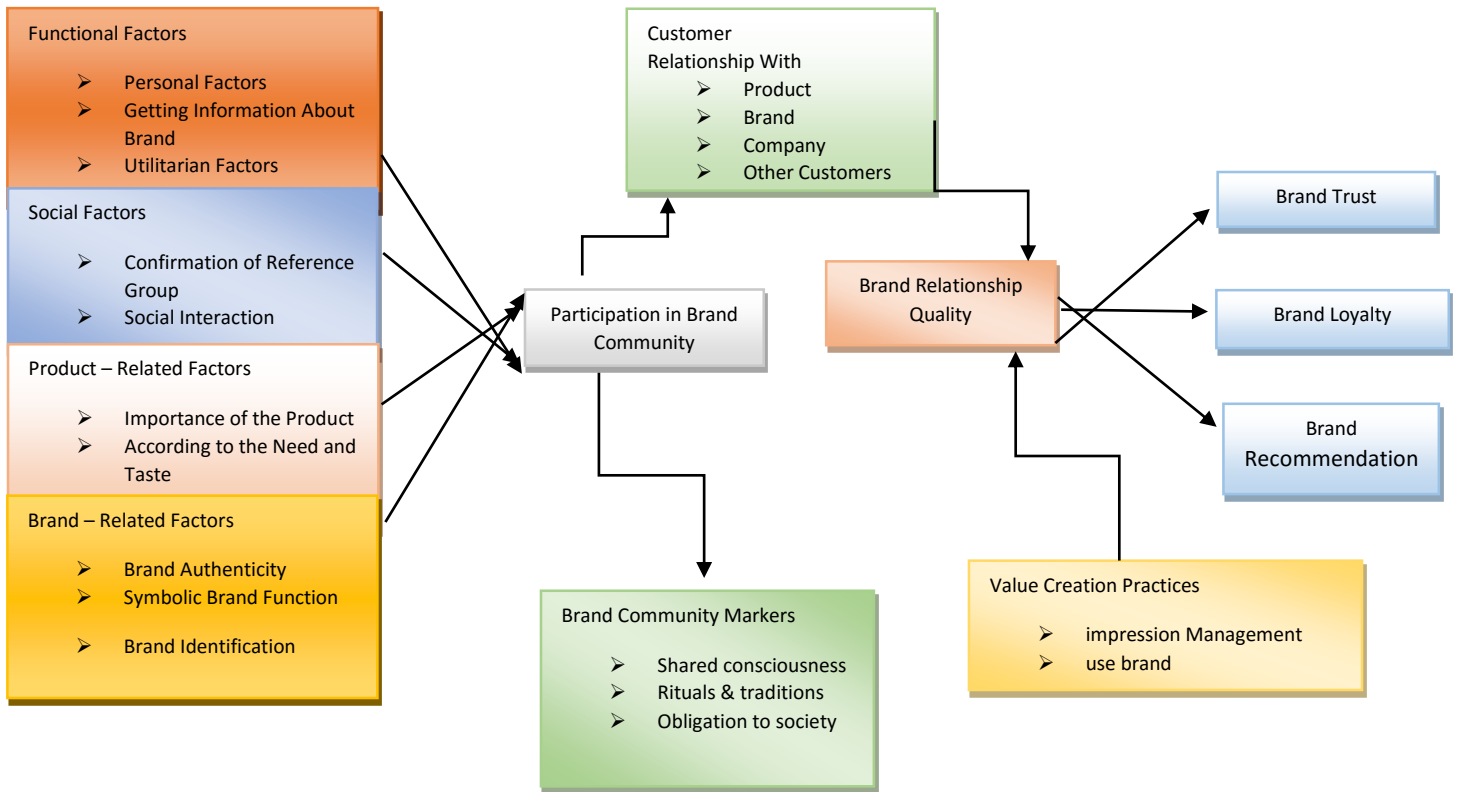 Functional Factors
➢ Personal Factors
➢ Getting Information About
Brand
➢ Utilitarian Factors
Social Factors
➢ Confirmation of Reference
Group
➢ Social Interaction
Product – Related Factors
➢ Importance of the Product
➢ According to the Need and
Taste
Brand – Related Factors
➢ Brand Authenticity
➢ Symbolic Brand Function
➢ Brand Identification
Participation in Brand
Community
Customer
Relationship With
➢ Product
➢ Brand
➢ Company
➢ Other Customers
Brand Community Markers
➢ Shared consciousness
➢ Rituals & traditions
➢ Obligation to society
Brand Relationship
Quality
Value Creation Practices
➢ impression Management
➢ use brand
Brand Trust
Brand Loyalty
Brand
Recommendation